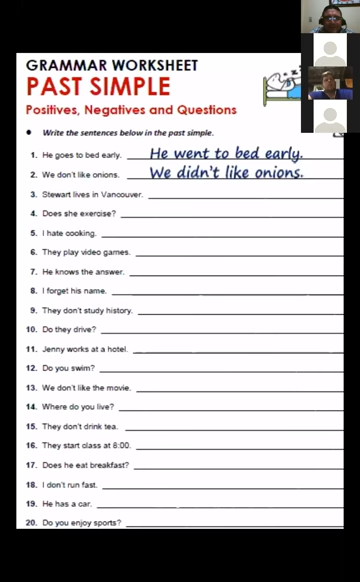 GRAMMAR WORKSHEET
PAST SIMPLE
Positives, Negatives and Questions
● Write the sentences below in the past simple.
1. He goes to bed early. He went to bed early.
2. We don't like onions. We didn't like onions.
3. Stewart lives in Vancouver.
4. Does she exercise?
5. I hate cooking.
6. They play video games.
7. He knows the answer.
8. I forget his name.
9. They don't study history.
10. Do they drive?
11. Jenny works at a hotel.
12. Do you swim?
13. We don't like the movie.
14. Where do you live?
15. They don't drink tea.
16. They start class at 8:00.
17. Does he eat breakfast?
18. I don't run fast.
19. He has a car.
20. Do you enjoy sports?